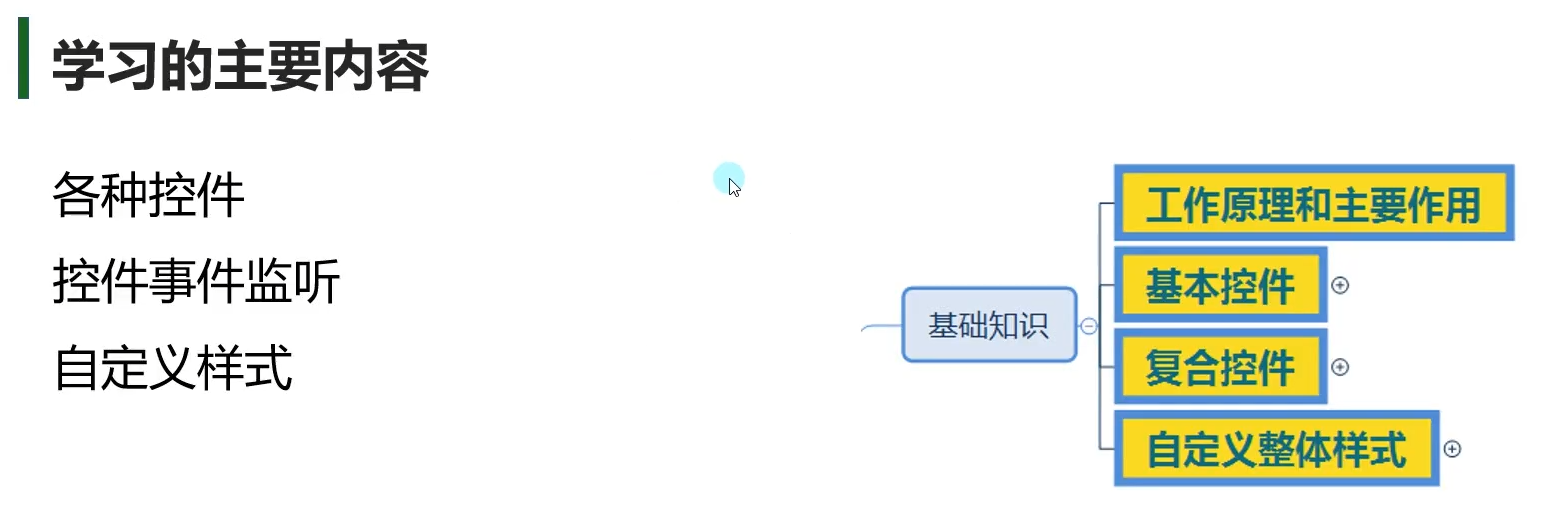 学习的主要内容
各种控件
控件事件监听
自定义样式
基础知识
工作原理和主要作用
基本控件
复合控件
自定义整体样式